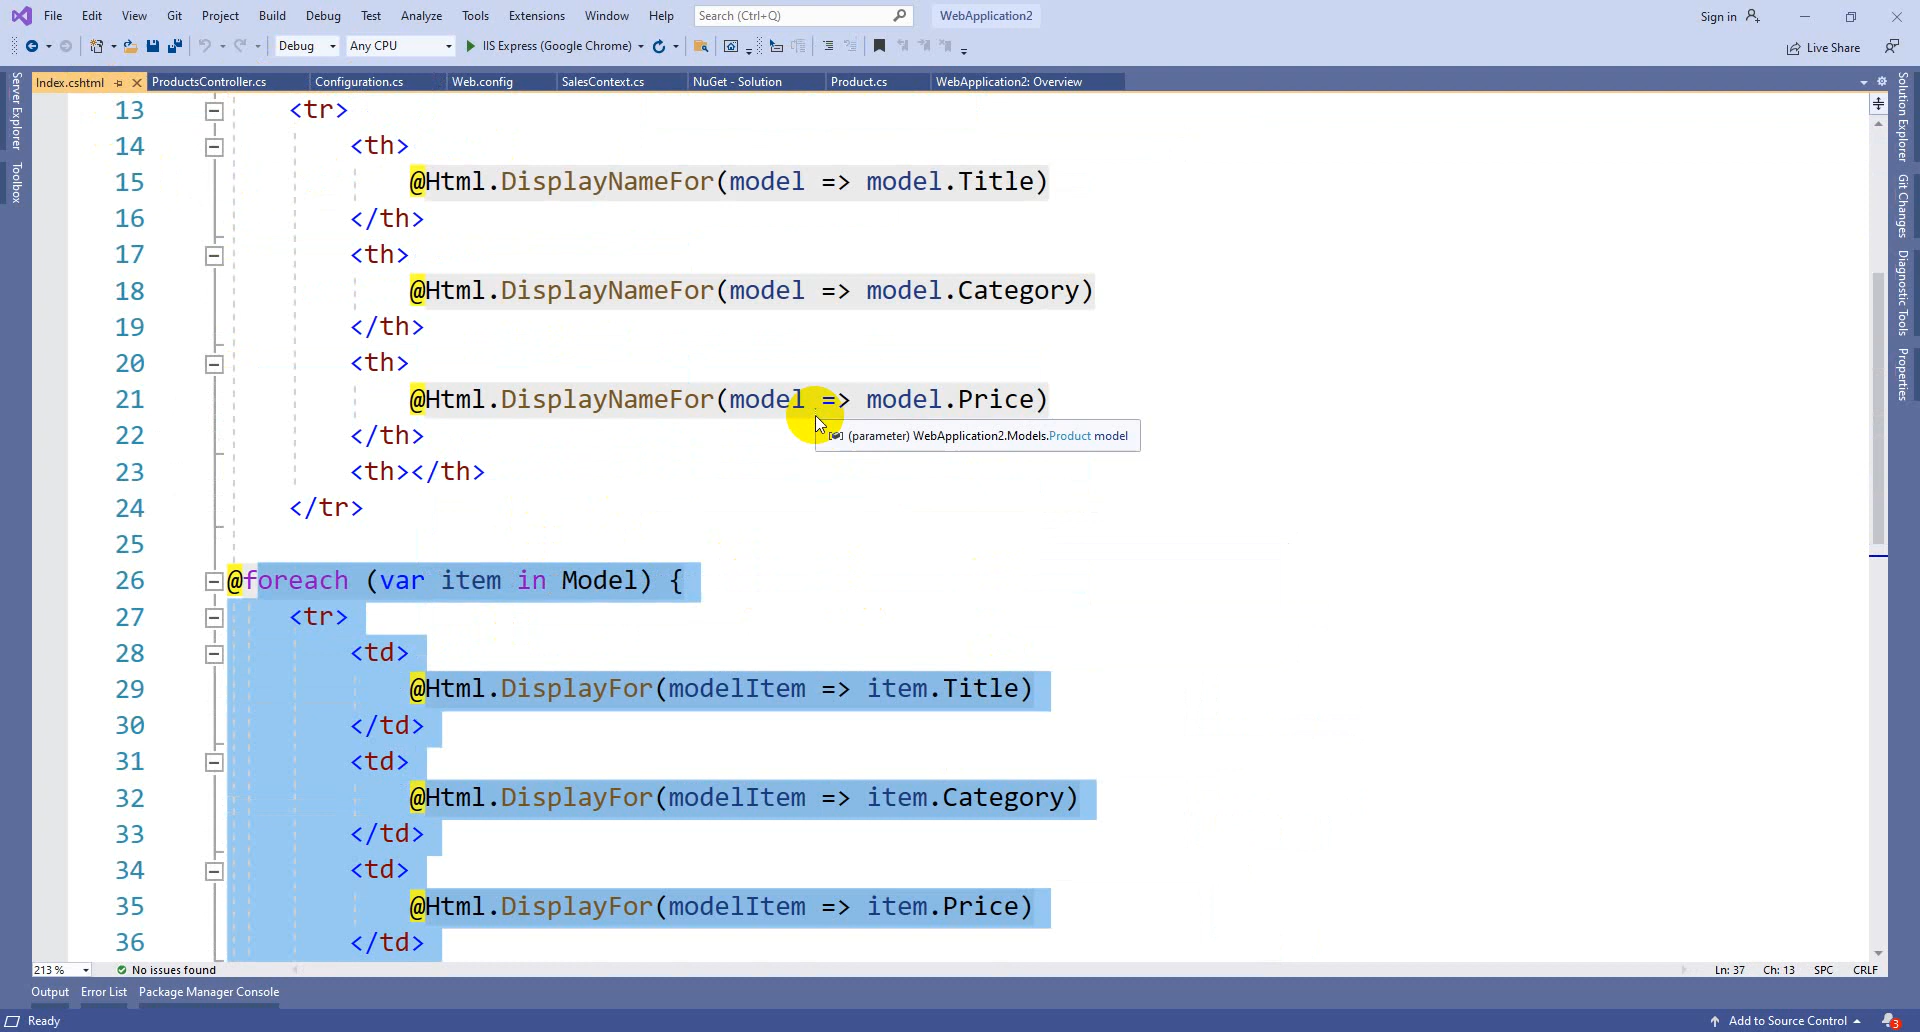 File Edit View Git Project Build Debug Test Analyze Tools Extensions Window Help Search (Ctrl+Q) WebApplication2 Sign in
Debug Any CPU IIS Express (Google Chrome) Live Share
Index.cshtml ProductsController.cs Configuration.cs Web.config SalesContext.cs NuGet - Solution Product.cs WebApplication2: Overview
Server Explorer
Toolbox
13 <tr>
14 <th>
15 @Html.DisplayNameFor(model => model.Title)
16 </th>
17 <th>
18 @Html.DisplayNameFor(model => model.Category)
19 </th>
20 <th>
21 @Html.DisplayNameFor(model => model.Price)
(parameter) WebApplication2.Models.Product model
22 </th>
23 <th></th>
24 </tr>
25
26 @foreach (var item in Model) {
27 <tr>
28 <td>
29 @Html.DisplayFor(modelItem => item.Title)
30 </td>
31 <td>
32 @Html.DisplayFor(modelItem => item.Category)
33 </td>
34 <td>
35 @Html.DisplayFor(modelItem => item.Price)
36 </td>
Solution Explorer
Git Changes
Diagnostic Tools
Properties
213 % No issues found Ln: 37 Ch: 13 SPC CRLF
Output Error List Package Manager Console
Ready Add to Source Control 3